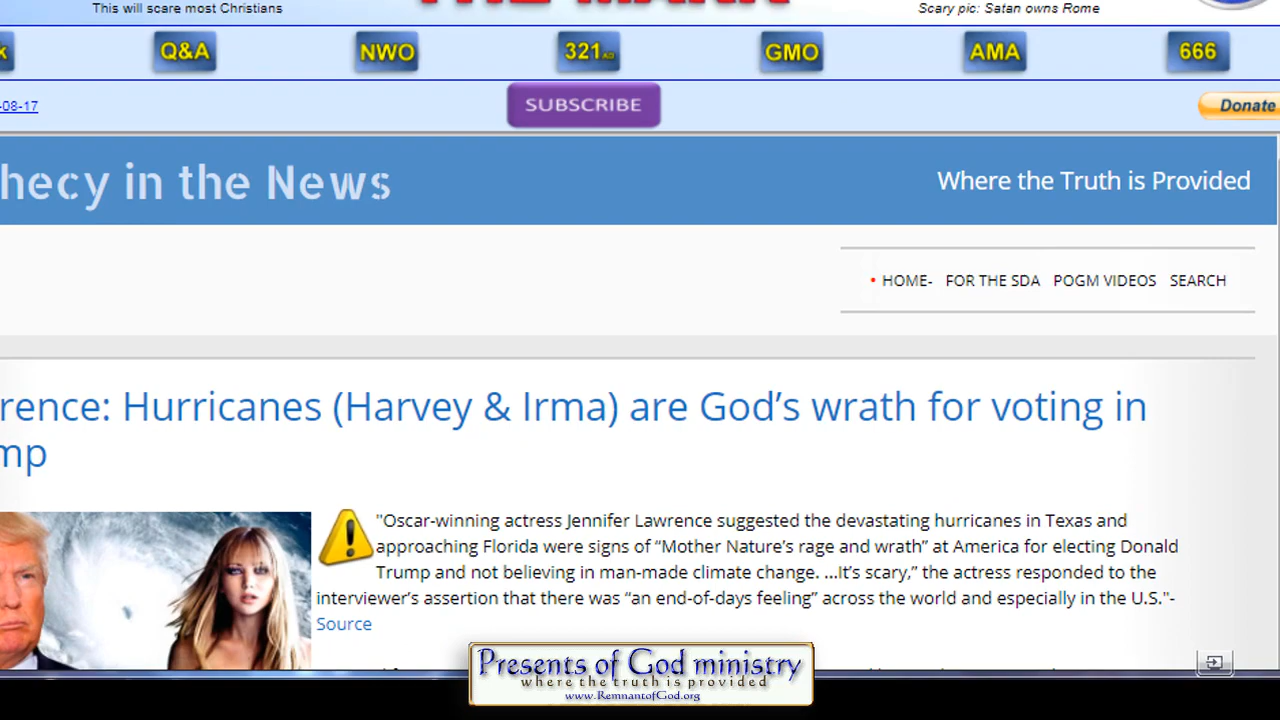 This will scare most Christians
THE MARK
Scary pic: Satan owns Rome
k
Q&A
NWO
321 AD
GMO
AMA
666
-08-17
SUBSCRIBE
Donate
hecy in the News
Where the Truth is Provided
• HOME- FOR THE SDA POGM VIDEOS SEARCH
rence: Hurricanes (Harvey & Irma) are God's wrath for voting in
mp
"Oscar-winning actress Jennifer Lawrence suggested the devastating hurricanes in Texas and
approaching Florida were signs of “Mother Nature’s rage and wrath” at America for electing Donald
Trump and not believing in man-made climate change. ...It’s scary,” the actress responded to the
interviewer’s assertion that there was “an end-of-days feeling” across the world and especially in the U.S."-
Source
Presents of God ministry
where the truth is provided
www.RemnantofGod.org